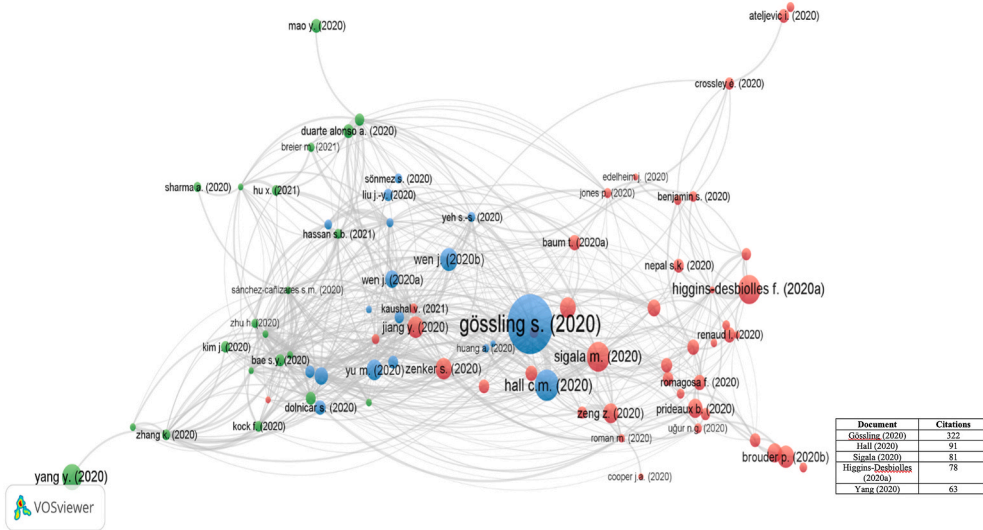 ateljevic i. (2020)
mao y. (2020)
crossley e. (2020)
duarte alonso a. (2020)
breier m. (2021)
edelheim j. (2020)
sönmez s. (2020)
sharma a. (2020)
hu x. (2021)
liu j.-y. (2020)
jones p. (2020)
benjamin s. (2020)
yeh s.-s. (2020)
hassan s.b. (2021)
baum t. (2020a)
wen j. (2020b)
nepal s.k. (2020)
wen j. (2020a)
sánchez-cañizares s.m. (2020)
higgins-desbiolles f. (2020a)
kaushal v. (2021)
zhu h. (2020)
jiang y. (2020)
gössling s. (2020)
renaud l. (2020)
kim j. (2020)
huang a. (2020)
bae s.y. (2020)
sigala m. (2020)
yu m. (2020)
zenker s. (2020)
hall c.m. (2020)
romagosa f. (2020)
dolnicar s. (2020)
zeng z. (2020)
prideaux b. (2020)
kock f. (2020)
uğur n.g. (2020)
zhang k. (2020)
roman m. (2020)
brouder p. (2020b)
yang y. (2020)
cooper j.a. (2020)
VOSviewer
Document Citations
Gössling (2020) 322
Hall (2020) 91
Sigala (2020) 81
Higgins-Desbiolles
(2020a) 78
Yang (2020) 63